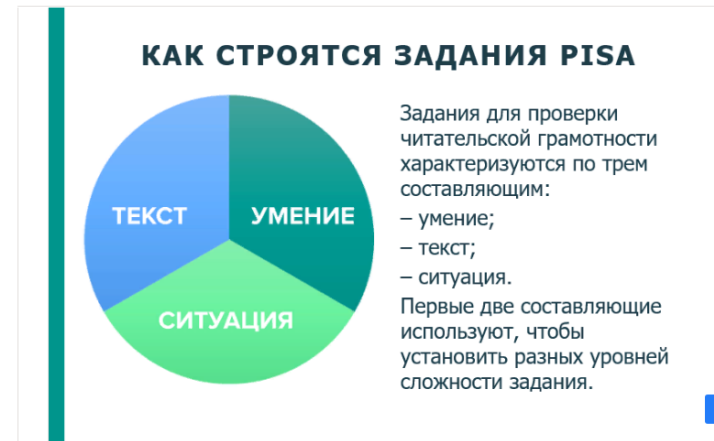 КАК СТРОЯТСЯ ЗАДАНИЯ PISA
ТЕКСТ
УМЕНИЕ
СИТУАЦИЯ
Задания для проверки
читательской грамотности
характеризуются по трем
составляющим:
– умение;
– текст;
– ситуация.
Первые две составляющие
используют, чтобы
установить разных уровней
сложности задания.